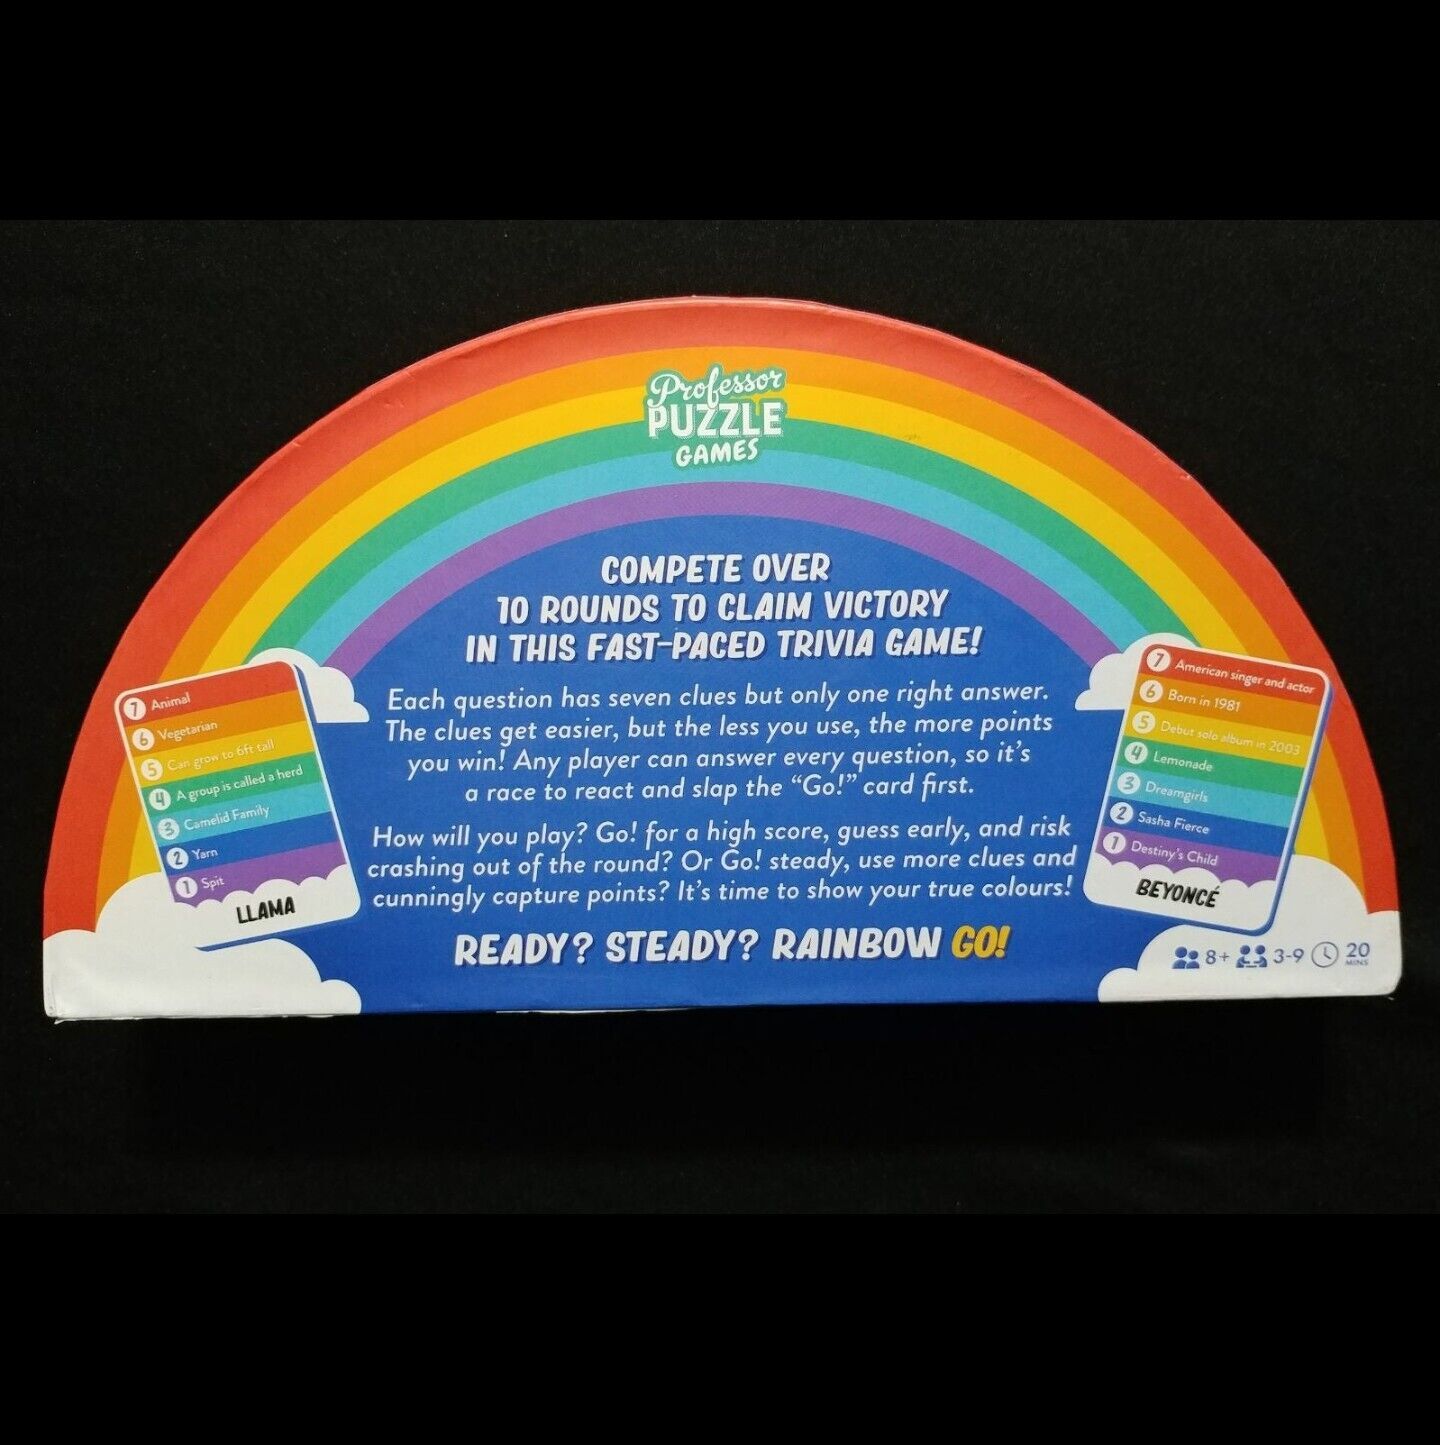 Professor
PUZZLE
GAMES
COMPETE OVER
10 ROUNDS TO CLAIM VICTORY
IN THIS FAST-PACED TRIVIA GAME!
Each question has seven clues but only one right answer.
The clues get easier, but the less you use, the more points
you win! Any player can answer every question, so it's
a race to react and slap the “Go!” card first.
How will you play? Go! for a high score, guess early, and risk
crashing out of the round? Or Go! steady, use more clues and
cunningly capture points? It's time to show your true colours!
READY? STEADY? RAINBOW GO!
7 Animal
6 Vegetarian
5 Can grow to 6ft tall
4 A group is called a herd
3 Camelid Family
2 Yarn
1 Spit
LLAMA
7 American singer and actor
6 Born in 1981
5 Debut solo album in 2003
4 Lemonade
3 Dreamgirls
2 Sasha Fierce
1 Destiny's Child
BEYONCÉ
8+ 3-9 20
MINS